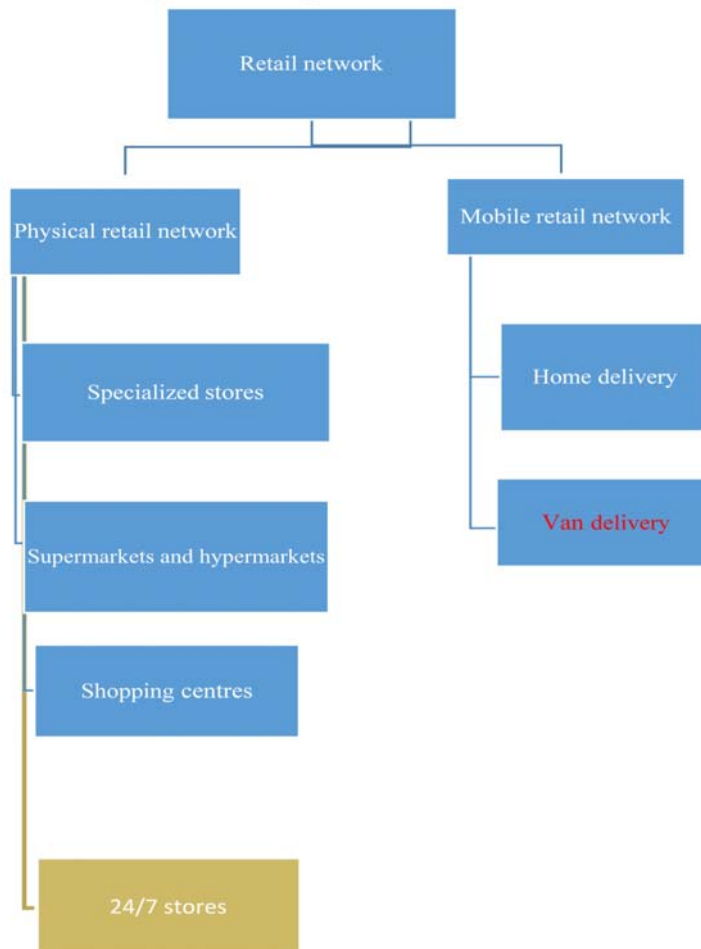 Retail network
Physical retail network
Mobile retail network
Specialized stores
Home delivery
Supermarkets and hypermarkets
Van delivery
Shopping centres
24/7 stores